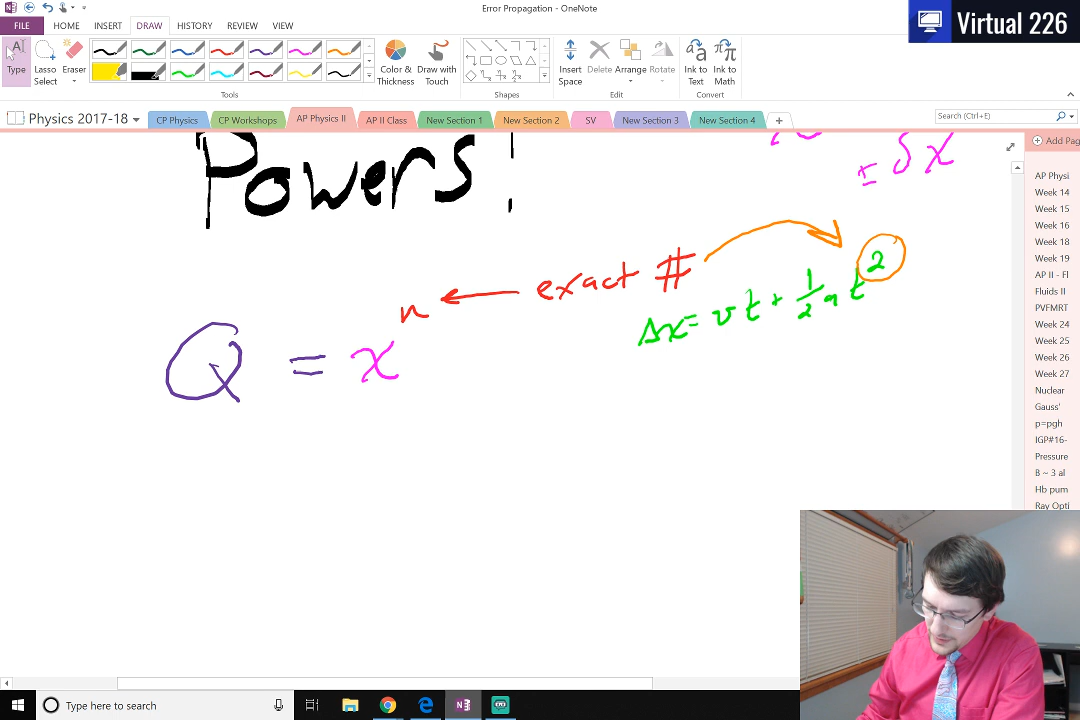 Error Propagation - OneNote
Virtual 226
FILE HOME INSERT DRAW HISTORY REVIEW VIEW
Type
Lasso Select
Eraser
Color & Thickness
Draw with Touch
Insert Space
Delete
Arrange
Rotate
Ink to Text
Ink to Math
Tools
Shapes
Edit
Convert
Physics 2017-18
CP Physics
CP Workshops
AP Physics II
AP II Class
New Section 1
New Section 2
SV
New Section 3
New Section 4
Search (Ctrl+E)
Add Pag
AP Physi
Week 14
Week 15
Week 16
Week 18
Week 19
AP II - Fl
Fluids II
PVFMRT
Week 24
Week 25
Week 26
Week 27
Nuclear
Gauss'
p=pgh
IGP#16-
Pressure
B ~ 3 al
Hb pum
Ray Opti
Powers!
± δx
n ← exact #
Δx = vt + 1/2 at²
Q = x
Type here to search